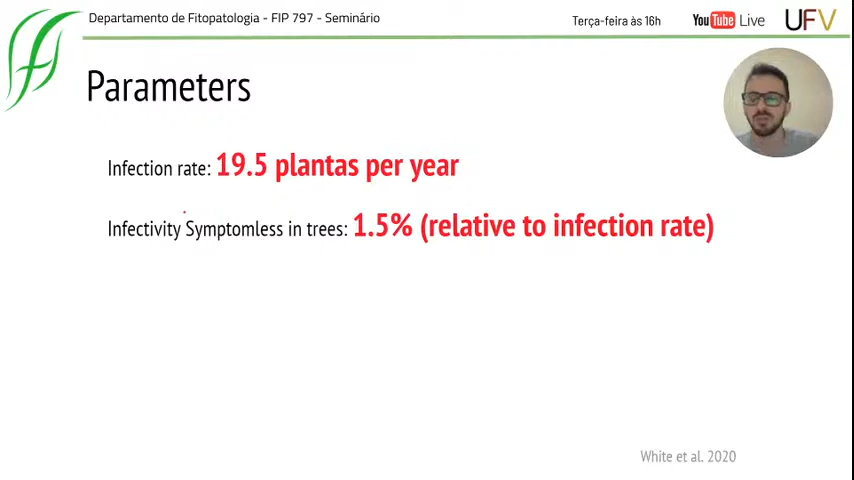 Departamento de Fitopatologia - FIP 797 - Seminário
Terça-feira às 16h
YouTube Live
UFV
Parameters
Infection rate: 19.5 plantas per year
Infectivity Symptomless in trees: 1.5% (relative to infection rate)
White et al. 2020